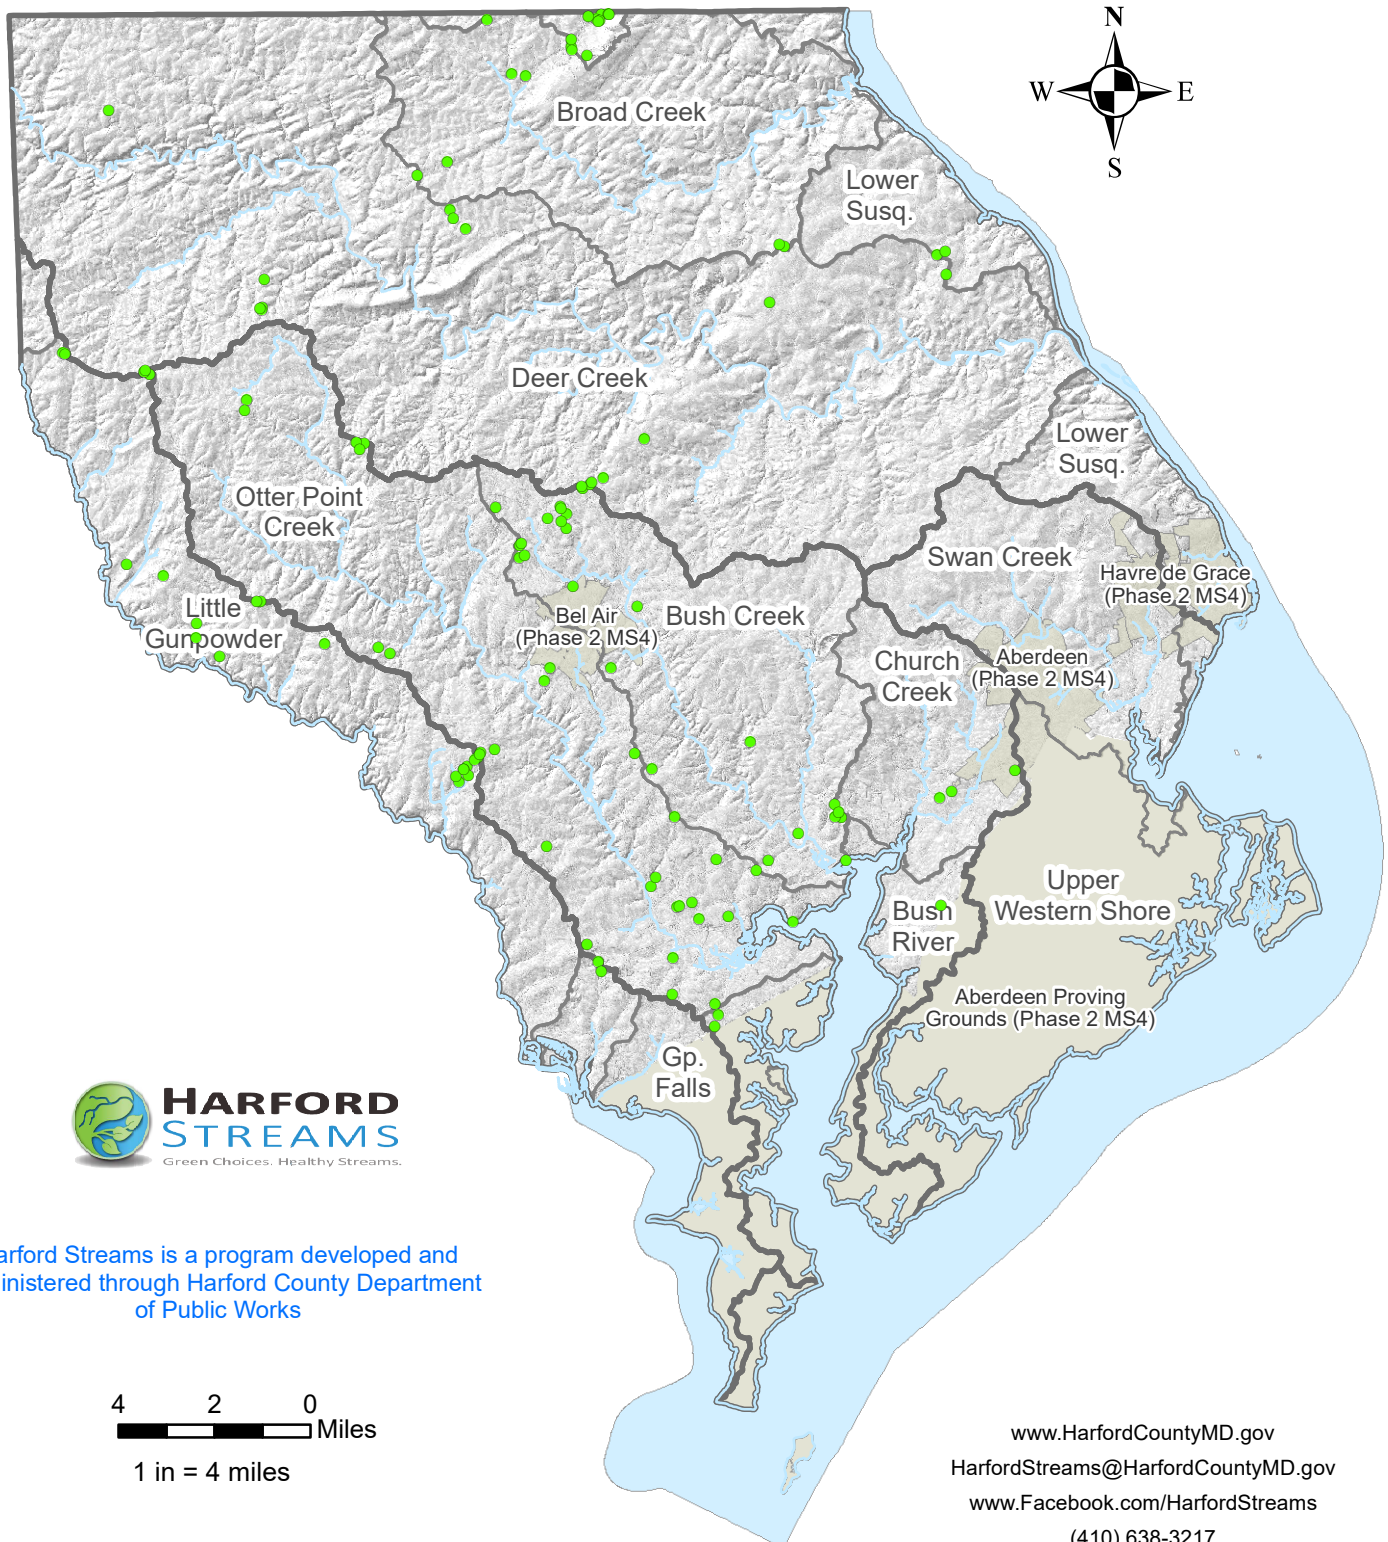 N
W E
S
Broad Creek
Lower
Susq.
Deer Creek
Lower
Susq.
Otter Point
Creek
Swan Creek
Havre de Grace
(Phase 2 MS4)
Little
Gunpowder
Bel Air
(Phase 2 MS4)
Bush Creek
Church
Creek
Aberdeen
(Phase 2 MS4)
Upper
Western Shore
Bush
River
Aberdeen Proving
Grounds (Phase 2 MS4)
Gp.
Falls
HARFORD
STREAMS
Green Choices. Healthy Streams.
arford Streams is a program developed and
inistered through Harford County Department
of Public Works
4 2 0
Miles
1 in = 4 miles
www.HarfordCountyMD.gov
HarfordStreams@HarfordCountyMD.gov
www.Facebook.com/HarfordStreams
(410) 638-3217